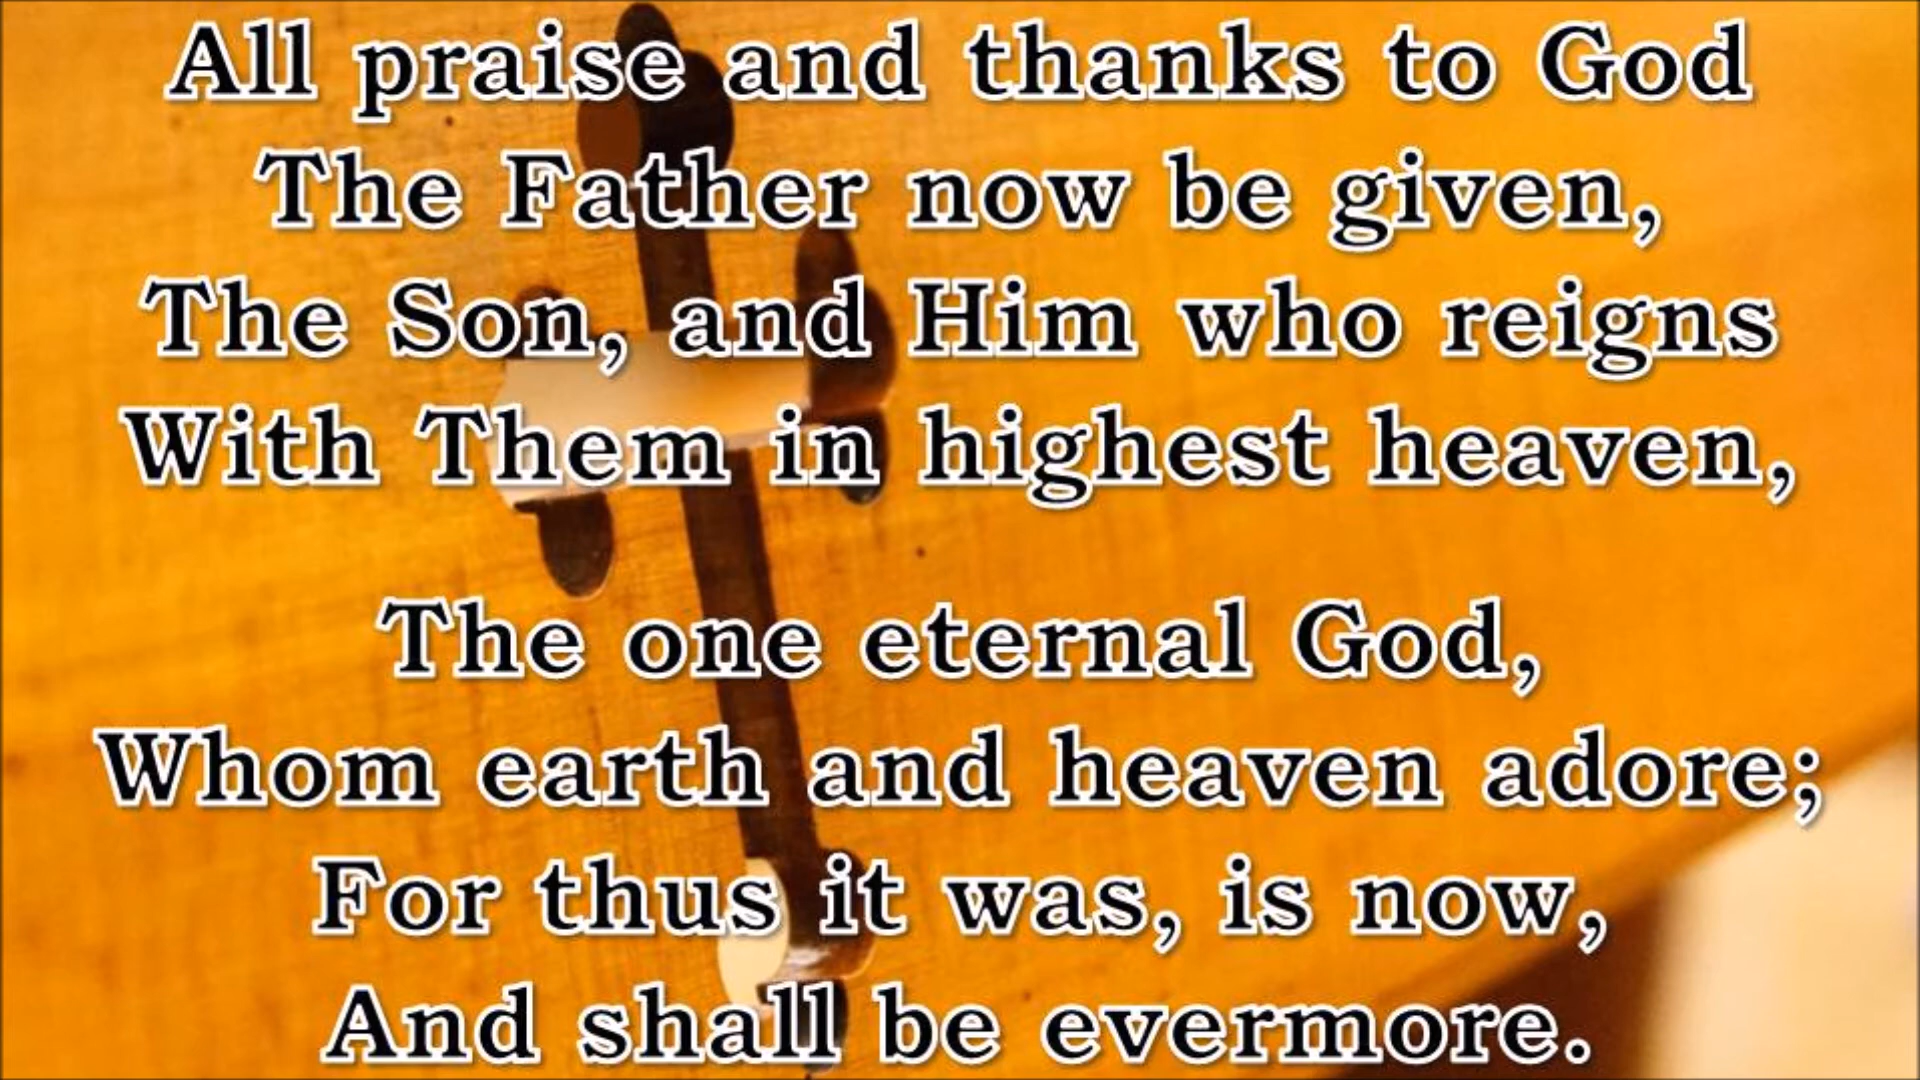 All praise and thanks to God
The Father now be given,
The Son, and Him who reigns
With Them in highest heaven,
The one eternal God,
Whom earth and heaven adore;
For thus it was, is now,
And shall be evermore.